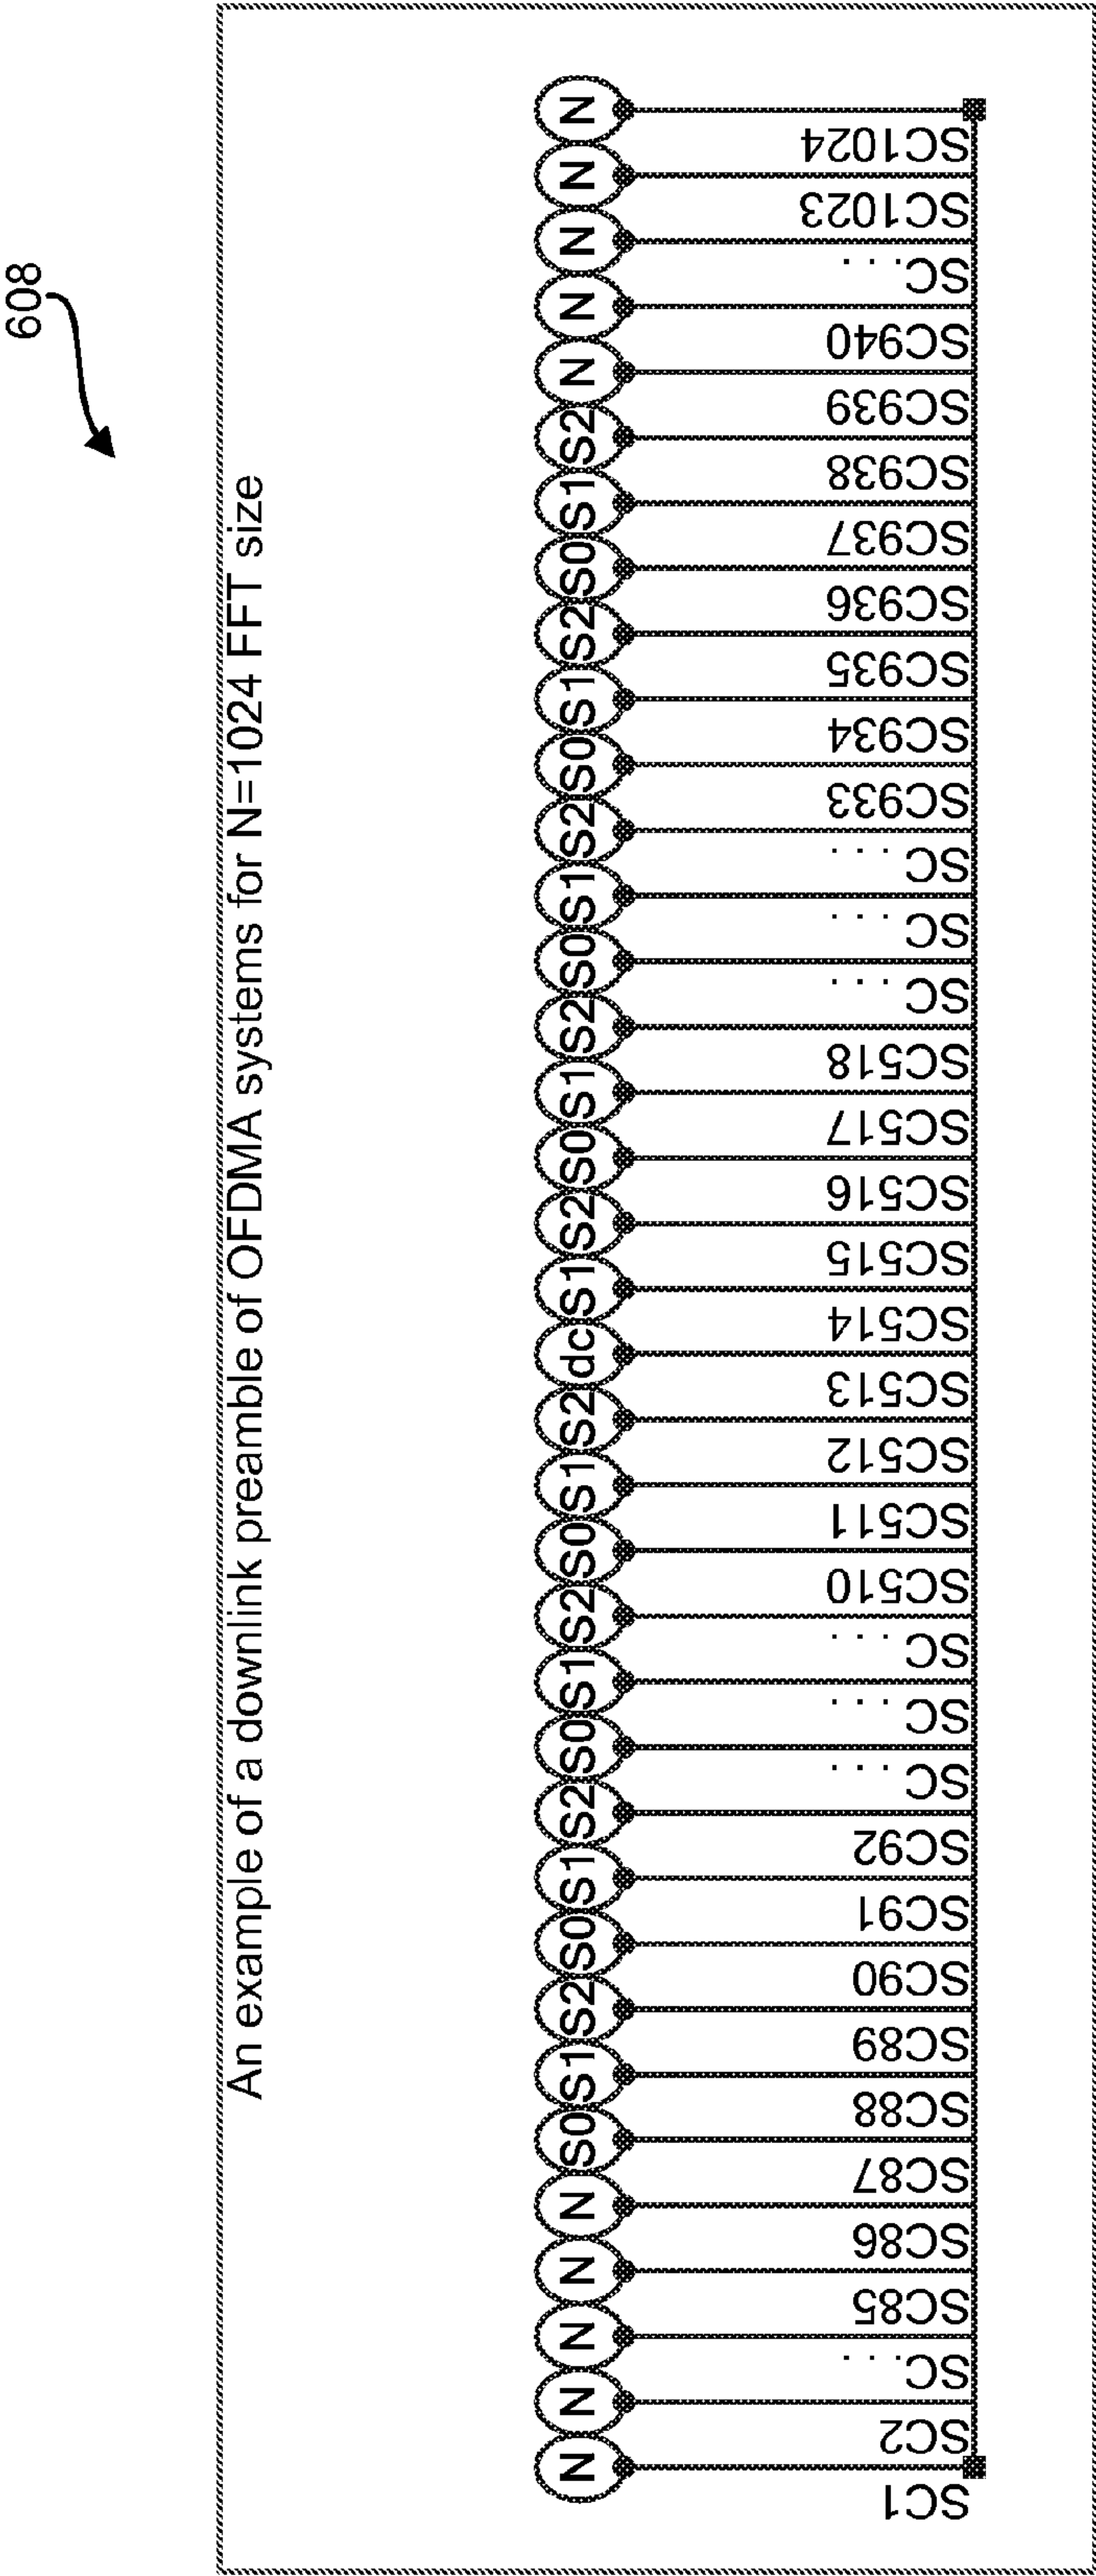 608
An example of a downlink preamble of OFDMA systems for N=1024 FFT size
N N N N N S0 S1 S2 S0 S1 S2 S0 S1 S2 S0 S1 S2 dc S1 S2 S0 S1 S2 S0 S1 S2 S0 S1 S2 S0 S1 S2 N N N N N
SC1 SC2 SC... SC85 SC86 SC87 SC88 SC89 SC90 SC91 SC92 SC... SC... SC... SC510 SC511 SC512 SC513 SC514 SC515 SC516 SC517 SC518 SC... SC... SC... SC933 SC934 SC935 SC936 SC937 SC938 SC939 SC940 SC... SC1023 SC1024